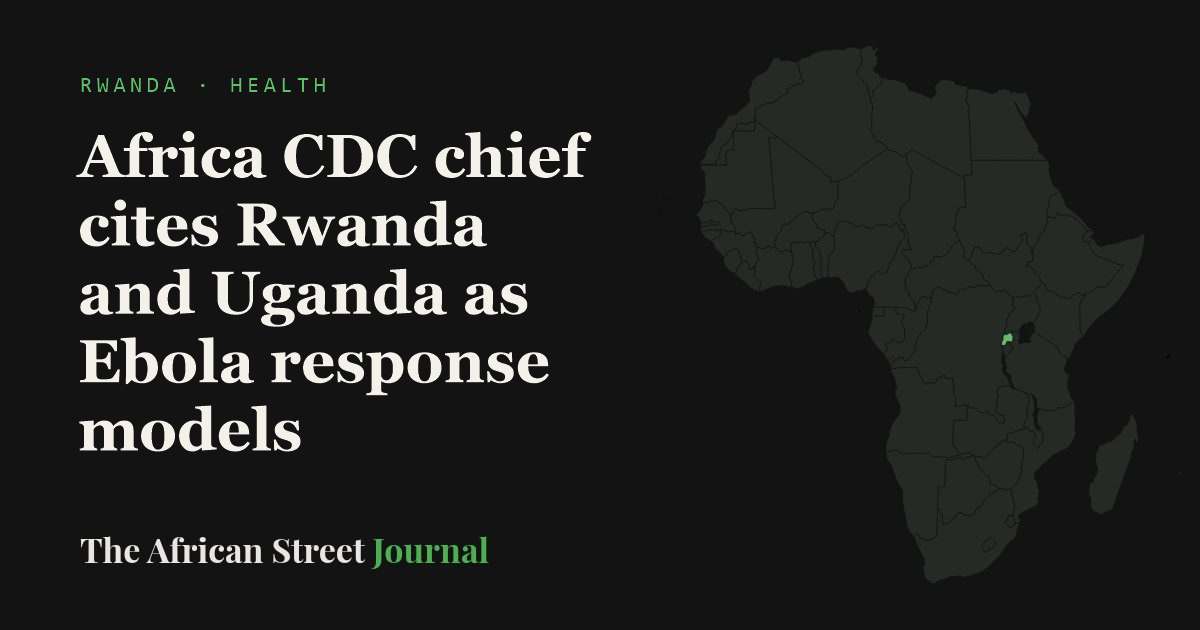 RWANDA · HEALTH
Africa CDC chief
cites Rwanda
and Uganda as
Ebola response
models
The African Street Journal